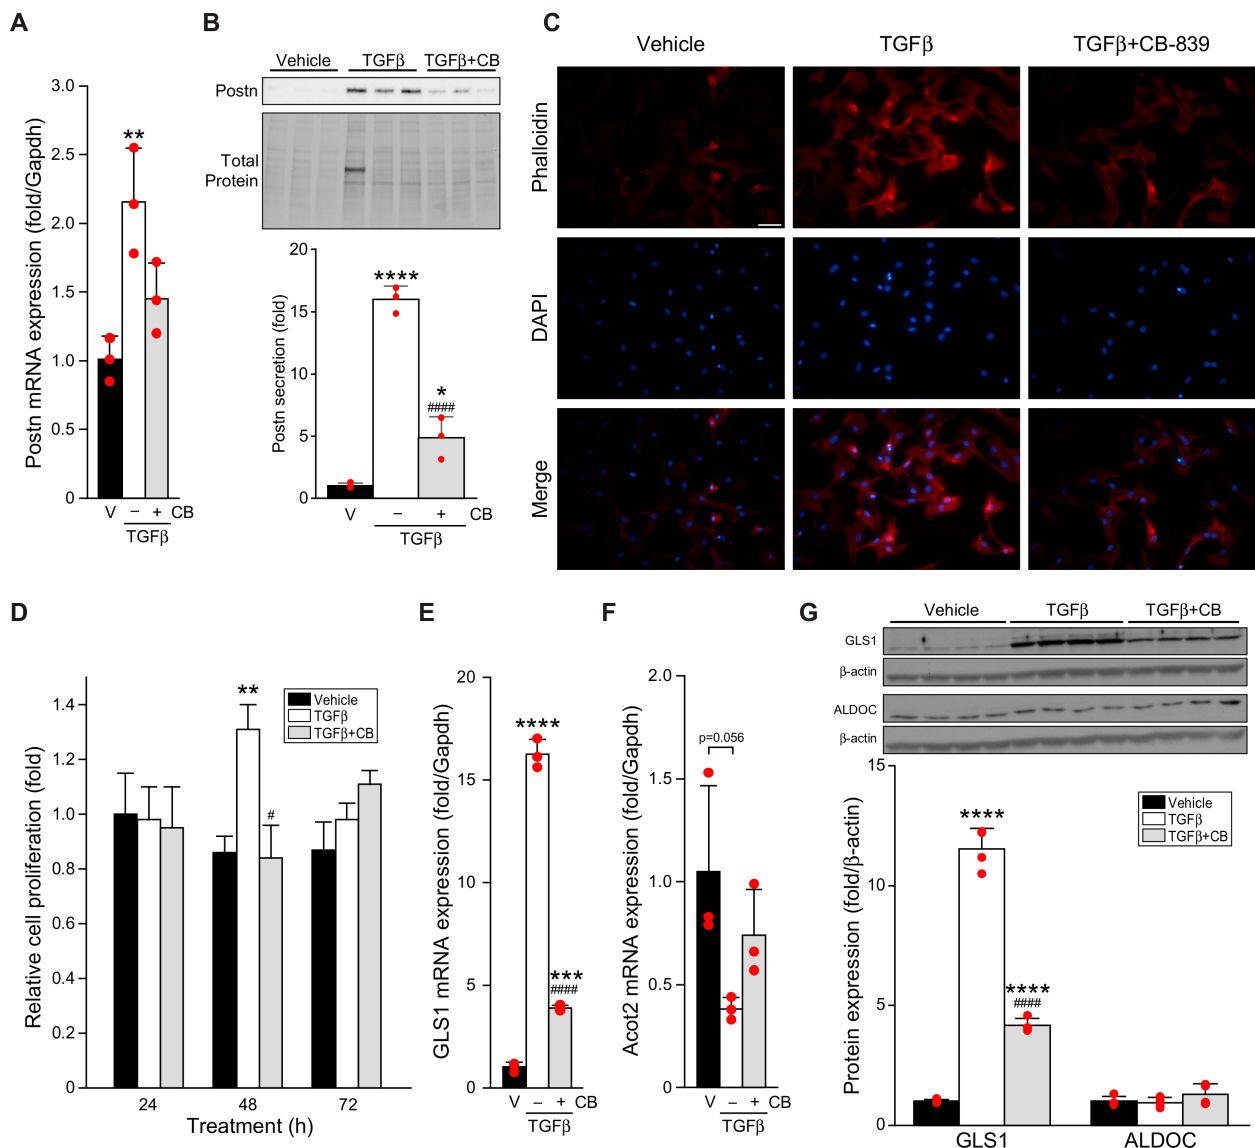 A
Postn mRNA expression (fold/Gapdh)
3.0
2.5
2.0
1.5
1.0
0.5
0
**
V – + CB
TGFβ
B
Vehicle TGFβ TGFβ+CB
Postn
Total
Protein
Postn secretion (fold)
20
15
10
5
0
****
*
####
V – + CB
TGFβ
C
Vehicle TGFβ TGFβ+CB-839
Phalloidin
DAPI
Merge
D
Relative cell proliferation (fold)
1.4
1.2
1.0
0.8
0.6
0.4
0.2
0
**
#
Vehicle
TGFβ
TGFβ+CB
24 48 72
Treatment (h)
E
GLS1 mRNA expression (fold/Gapdh)
20
15
10
5
0
****
***
####
V – + CB
TGFβ
F
Acot2 mRNA expression (fold/Gapdh)
2.0
1.5
1.0
0.5
0
p=0.056
V – + CB
TGFβ
G
Vehicle TGFβ TGFβ+CB
GLS1
β-actin
ALDOC
β-actin
Protein expression (fold/β-actin)
15
10
5
0
****
****
####
Vehicle
TGFβ
TGFβ+CB
GLS1 ALDOC